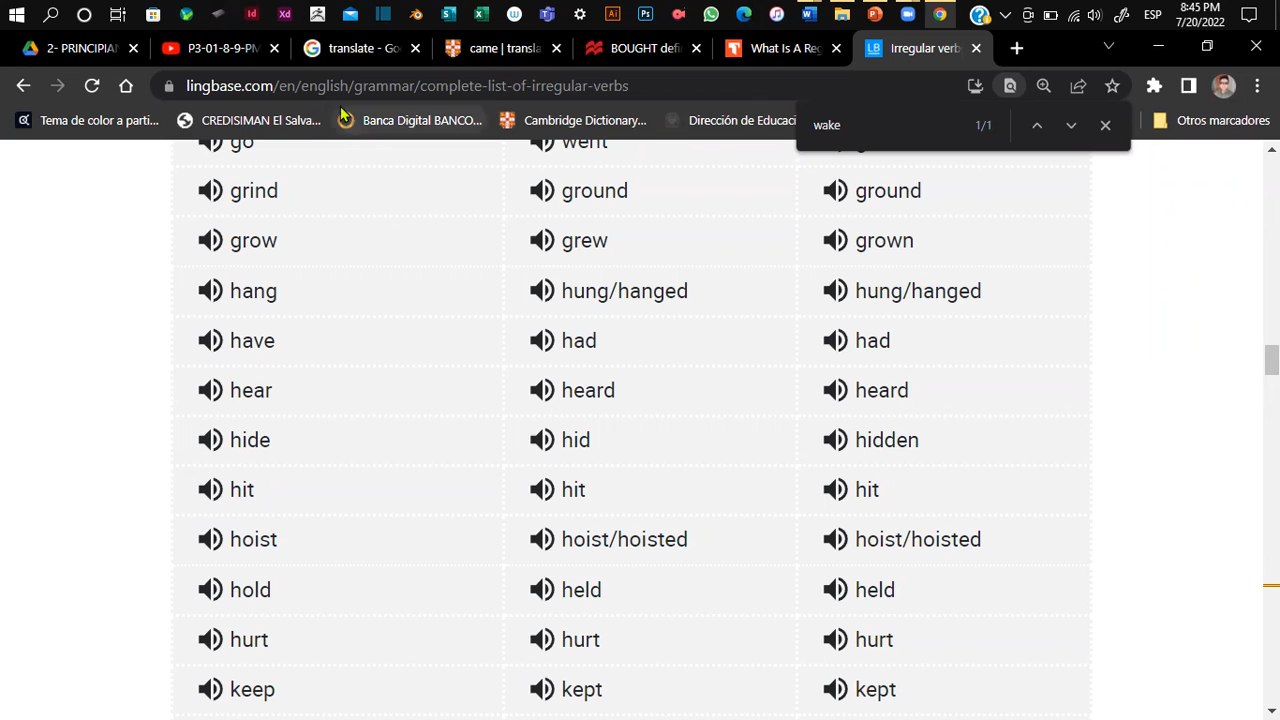 ESP
8:45 PM
7/20/2022
2- PRINCIPIAN
P3-01-8-9-PM
translate - Goo
came | transla
BOUGHT defi
What Is A Reg
Irregular verb
lingbase.com/en/english/grammar/complete-list-of-irregular-verbs
Tema de color a parti...
CREDISIMAN El Salva...
Banca Digital BANCO...
Cambridge Dictionary...
Dirección de Educaci
Otros marcadores
wake 1/1
go went
grind ground ground
grow grew grown
hang hung/hanged hung/hanged
have had had
hear heard heard
hide hid hidden
hit hit hit
hoist hoist/hoisted hoist/hoisted
hold held held
hurt hurt hurt
keep kept kept